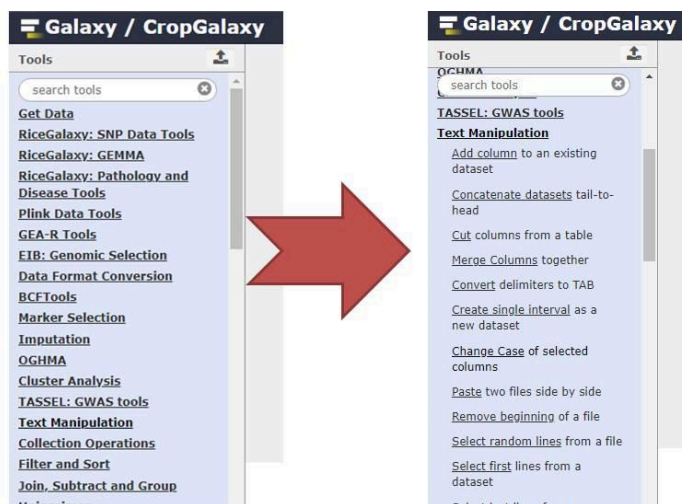 Galaxy / CropGalaxy
Tools
search tools
Get Data
RiceGalaxy: SNP Data Tools
RiceGalaxy: GEMMA
RiceGalaxy: Pathology and
Disease Tools
Plink Data Tools
GEA-R Tools
EIB: Genomic Selection
Data Format Conversion
BCFTools
Marker Selection
Imputation
OGHMA
Cluster Analysis
TASSEL: GWAS tools
Text Manipulation
Collection Operations
Filter and Sort
Join, Subtract and Group
Galaxy / CropGalaxy
Tools
OGHMA
search tools
TASSEL: GWAS tools
Text Manipulation
Add column to an existing
dataset
Concatenate datasets tail-to-
head
Cut columns from a table
Merge Columns together
Convert delimiters to TAB
Create single interval as a
new dataset
Change Case of selected
columns
Paste two files side by side
Remove beginning of a file
Select random lines from a file
Select first lines from a
dataset